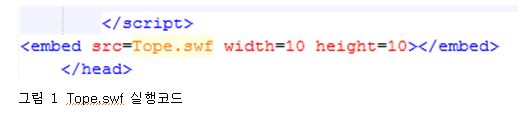 </script>
<embed src=Tope.swf width=10 height=10></embed>
</head>
그림 1 Tope.swf 실행코드